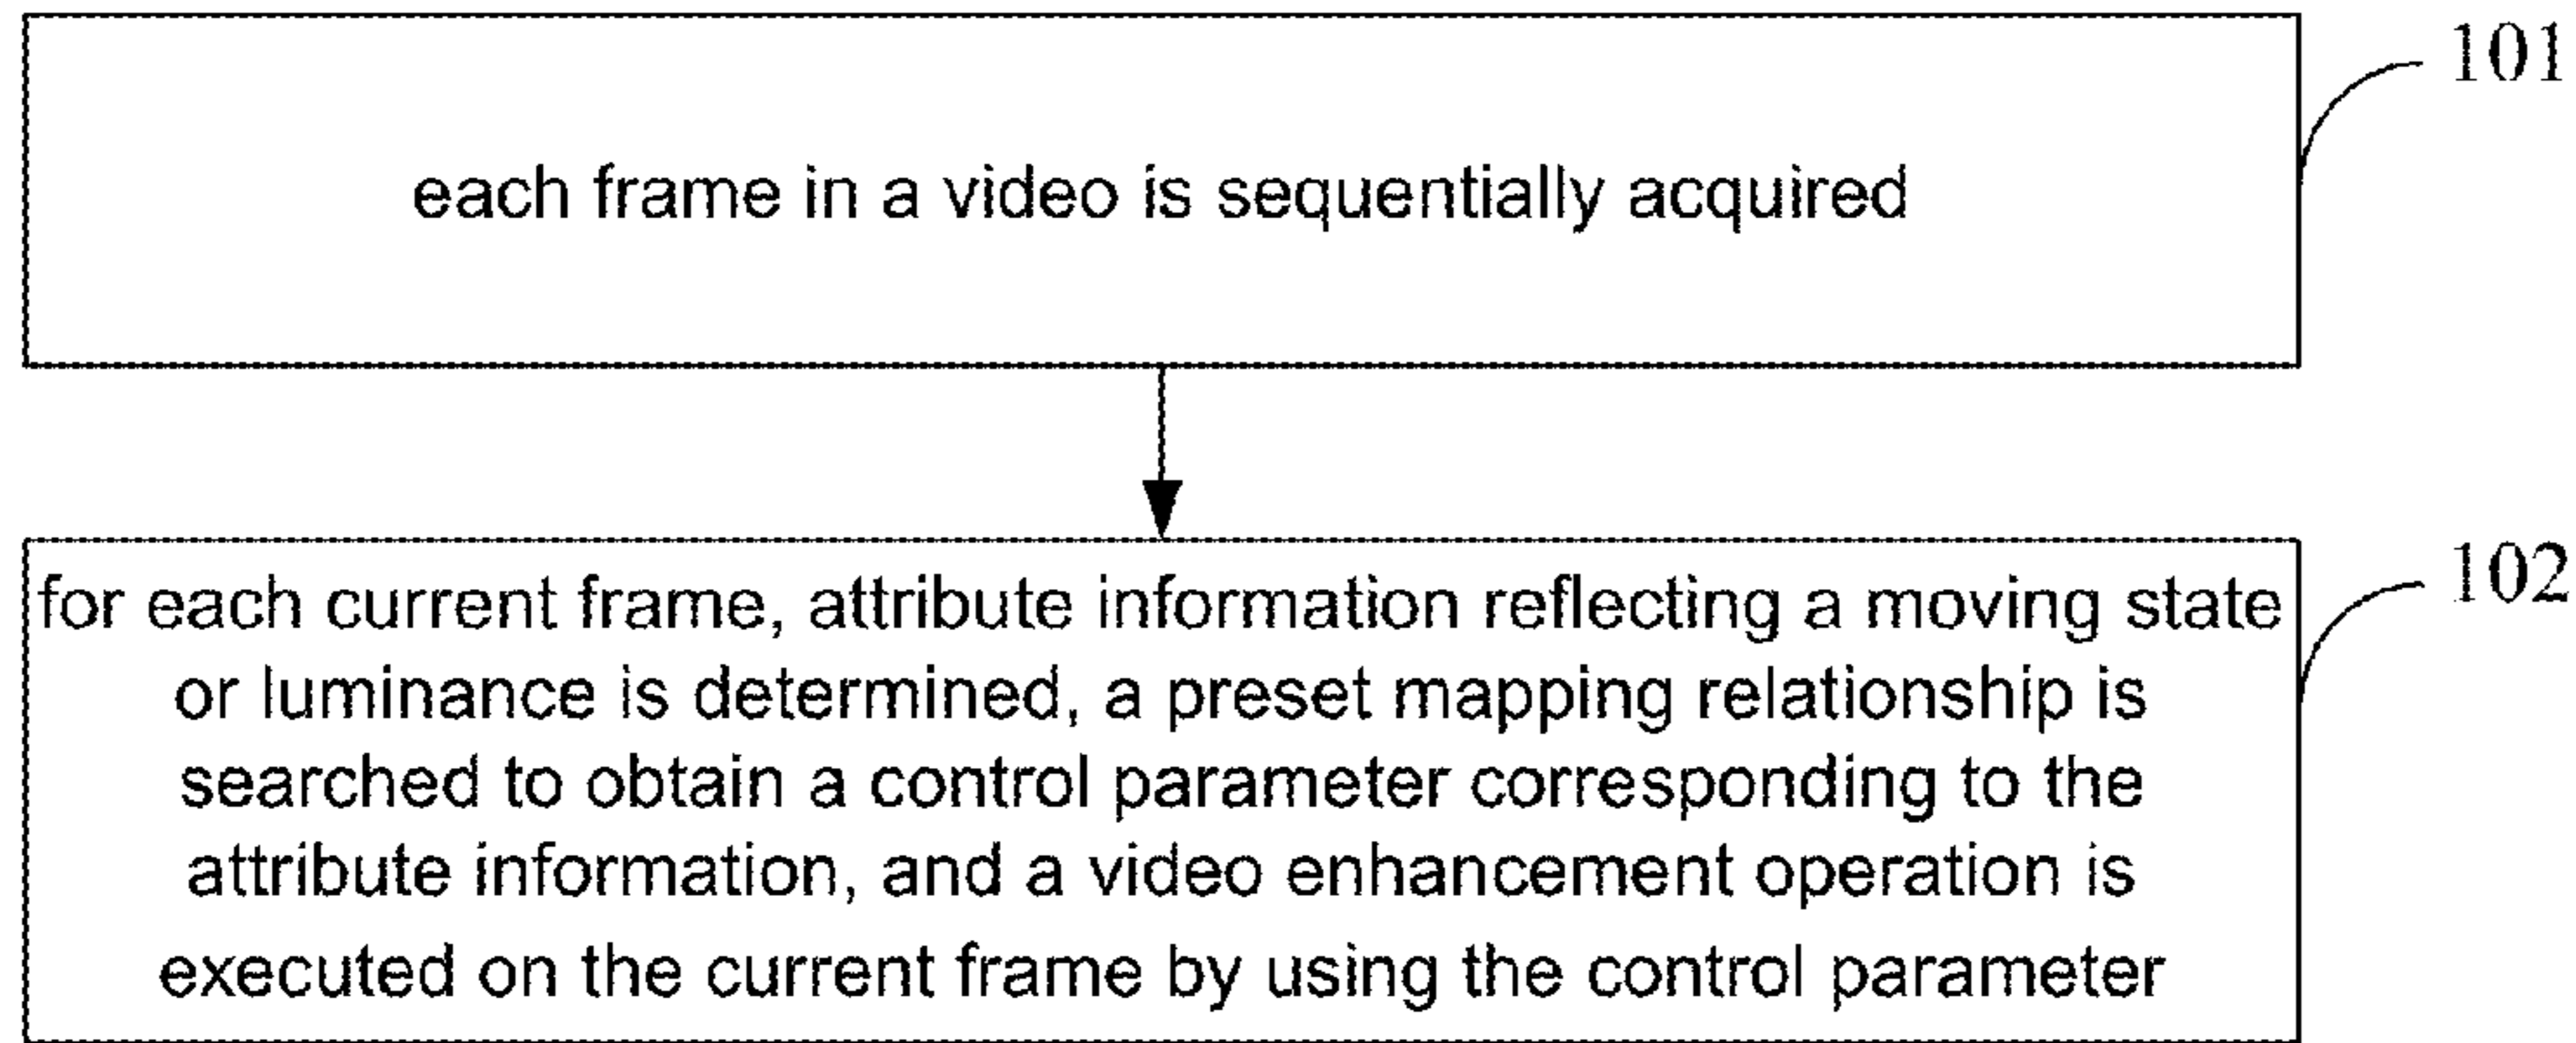 101
each frame in a video is sequentially acquired
102
for each current frame, attribute information reflecting a moving state
or luminance is determined, a preset mapping relationship is
searched to obtain a control parameter corresponding to the
attribute information, and a video enhancement operation is
executed on the current frame by using the control parameter